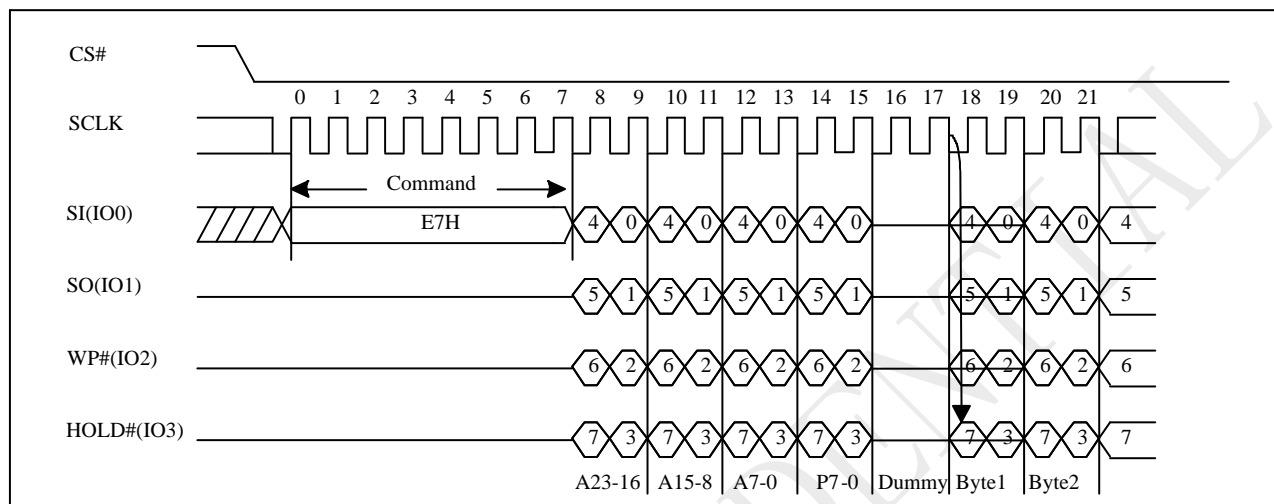 CS#
0 1 2 3 4 5 6 7 8 9 10 11 12 13 14 15 16 17 18 19 20 21
SCLK
Command
SI(IO0) E7H 4 0 4 0 4 0 4 0 4 0 4 0 4
SO(IO1) 5 1 5 1 5 1 5 1 5 1 5 1 5
WP#(IO2) 6 2 6 2 6 2 6 2 6 2 6 2 6
HOLD#(IO3) 7 3 7 3 7 3 7 3 7 3 7 3 7
A23-16 A15-8 A7-0 P7-0 Dummy Byte1 Byte2
DENTIAL